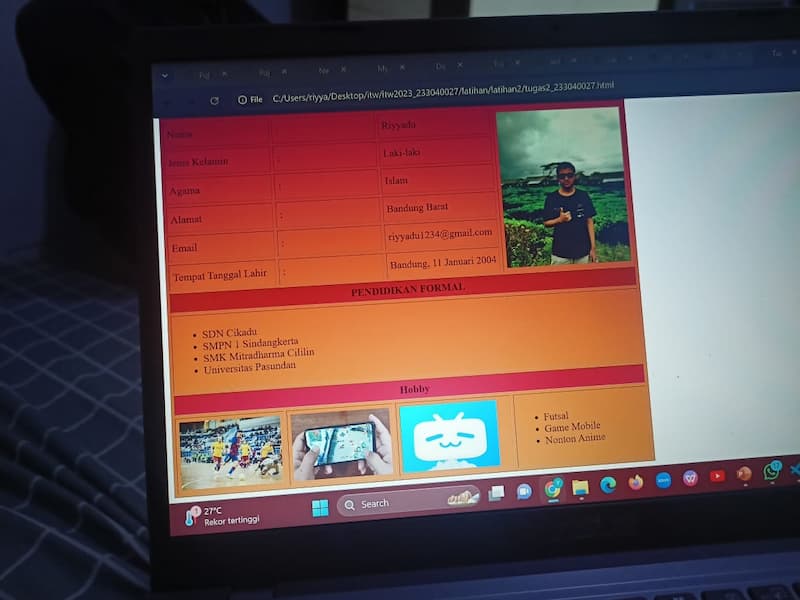 File C:/Users/riyya/Desktop/itw/itw2023_233040027/latihan/latihan2/tugas2_233040027.html
Nama : Riyyadu
Jenis Kelamin : Laki-laki
Agama : Islam
Alamat : Bandung Barat
Email : riyyadu1234@gmail.com
Tempat Tanggal Lahir : Bandung, 11 Januari 2004
PENDIDIKAN FORMAL
SDN Cikadu
SMPN 1 Sindangkerta
SMK Mitradharma Cililin
Universitas Pasundan
Hobby
Futsal
Game Mobile
Nonton Anime
27°C
Rekor tertinggi
Search